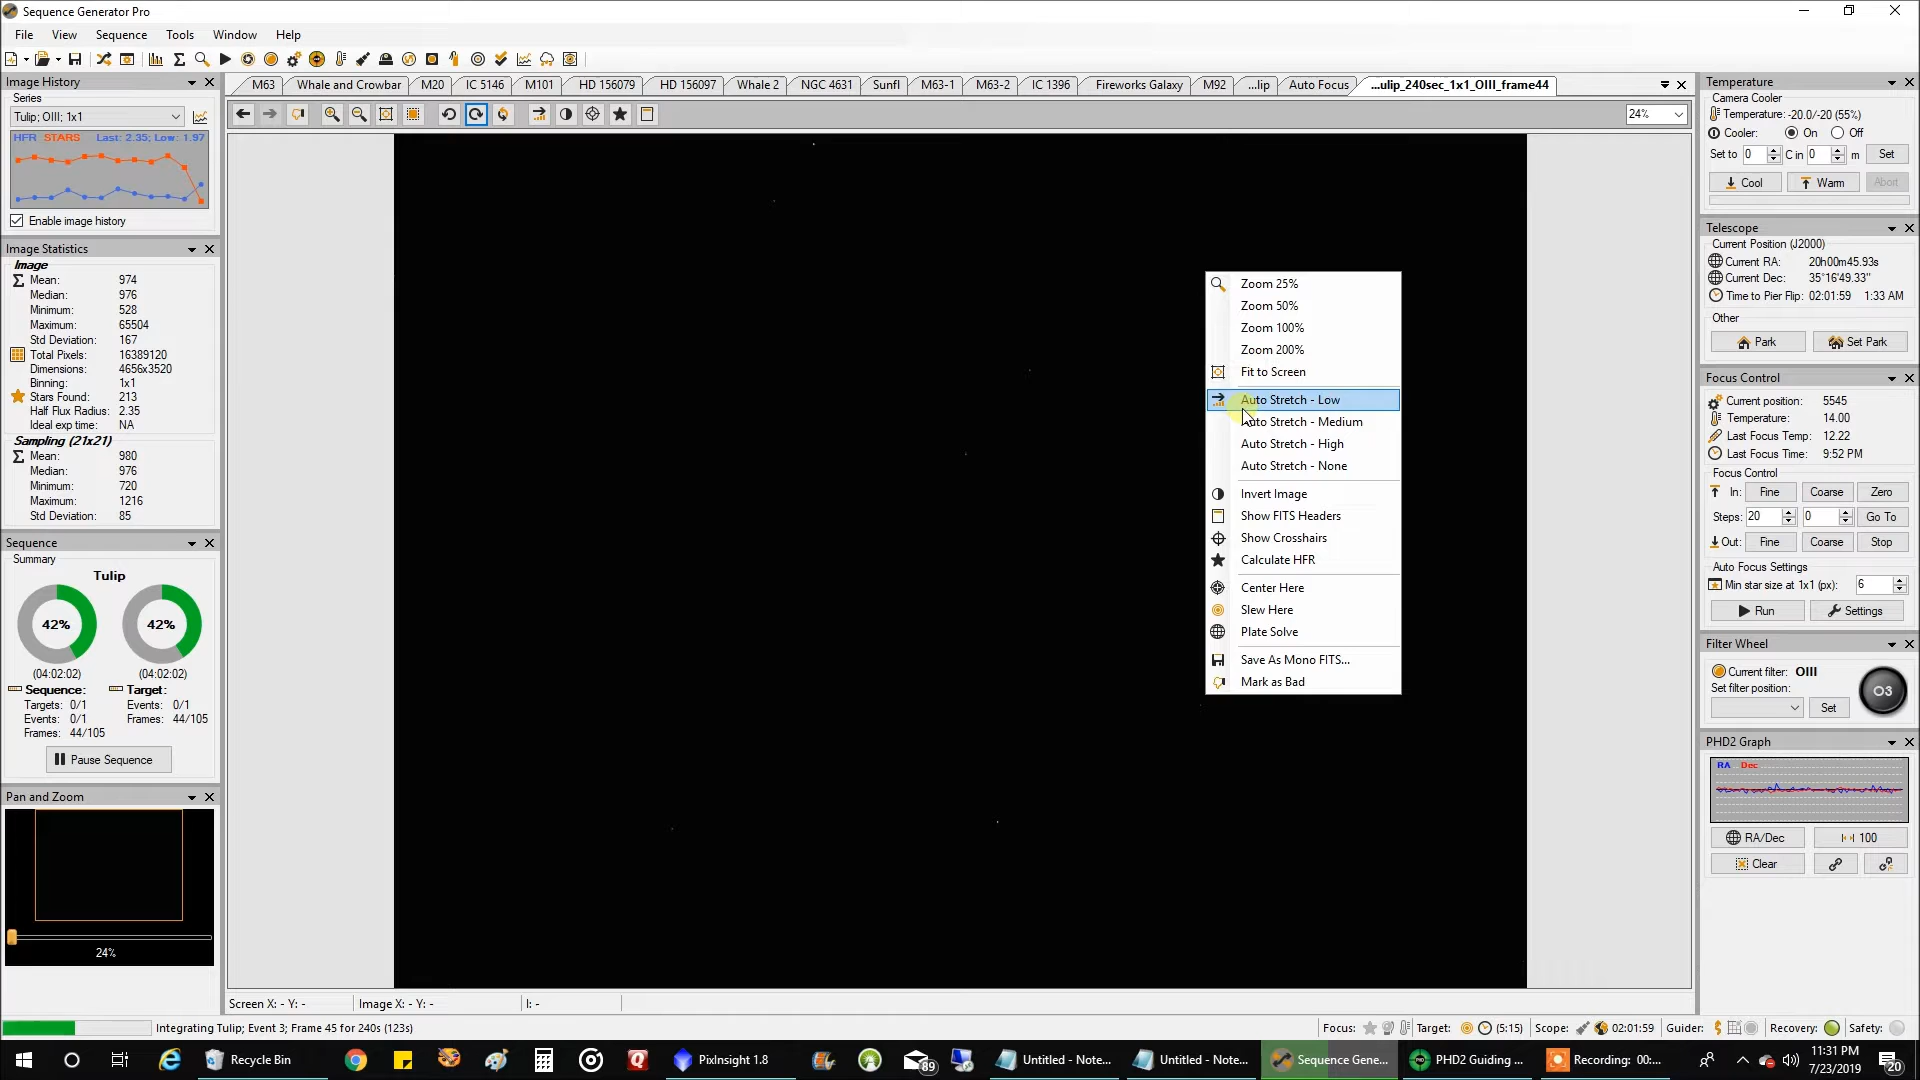 Sequence Generator Pro
File View Sequence Tools Window Help
Image History
Series
Tulip; OIII; 1x1
HFR STARS Last: 2.35; Low: 1.97
Enable image history
Image Statistics
Image
Mean: 974
Median: 976
Minimum: 528
Maximum: 65504
Std Deviation: 167
Total Pixels: 16389120
Dimensions: 4656x3520
Binning: 1x1
Stars Found: 213
Half Flux Radius: 2.35
Ideal exp time: NA
Sampling (21x21)
Mean: 980
Median: 976
Minimum: 720
Maximum: 1216
Std Deviation: 85
Sequence
Summary
Tulip
42% 42%
(04:02:02) (04:02:02)
Sequence: Target:
Targets: 0/1 Events: 0/1
Events: 0/1 Frames: 44/105
Frames: 44/105
Pause Sequence
Pan and Zoom
24%
M63 Whale and Crowbar M20 IC 5146 M101 HD 156079 HD 156097 Whale 2 NGC 4631 Sunfl M63-1 M63-2 IC 1396 Fireworks Galaxy M92 ...lip Auto Focus ...ulip_240sec_1x1_OIII_frame44
24%
Zoom 25%
Zoom 50%
Zoom 100%
Zoom 200%
Fit to Screen
Auto Stretch - Low
Auto Stretch - Medium
Auto Stretch - High
Auto Stretch - None
Invert Image
Show FITS Headers
Show Crosshairs
Calculate HFR
Center Here
Slew Here
Plate Solve
Save As Mono FITS...
Mark as Bad
Screen X: - Y: - Image X: - Y: - I: -
Temperature
Camera Cooler
Temperature: -20.0/-20 (55%)
Cooler: On Off
Set to 0 C in 0 m Set
Cool Warm Abort
Telescope
Current Position (J2000)
Current RA: 20h00m45.93s
Current Dec: 35°16'49.33"
Time to Pier Flip: 02:01:59 1:33 AM
Other
Park Set Park
Focus Control
Current position: 5545
Temperature: 14.00
Last Focus Temp: 12.22
Last Focus Time: 9:52 PM
Focus Control
In: Fine Coarse Zero
Steps: 20 0 Go To
Out: Fine Coarse Stop
Auto Focus Settings
Min star size at 1x1 (px): 6
Run Settings
Filter Wheel
Current filter: OIII
Set filter position:
Set
O3
PHD2 Graph
RA Dec
RA/Dec 100
Clear
Integrating Tulip; Event 3; Frame 45 for 240s (123s)
Focus: Target: (5:15) Scope: 02:01:59 Guider: Recovery: Safety:
Recycle Bin
PixInsight 1.8
89
Untitled - Note...
Untitled - Note...
Sequence Gene...
PHD2 Guiding ...
Recording: 00:...
11:31 PM
7/23/2019
20